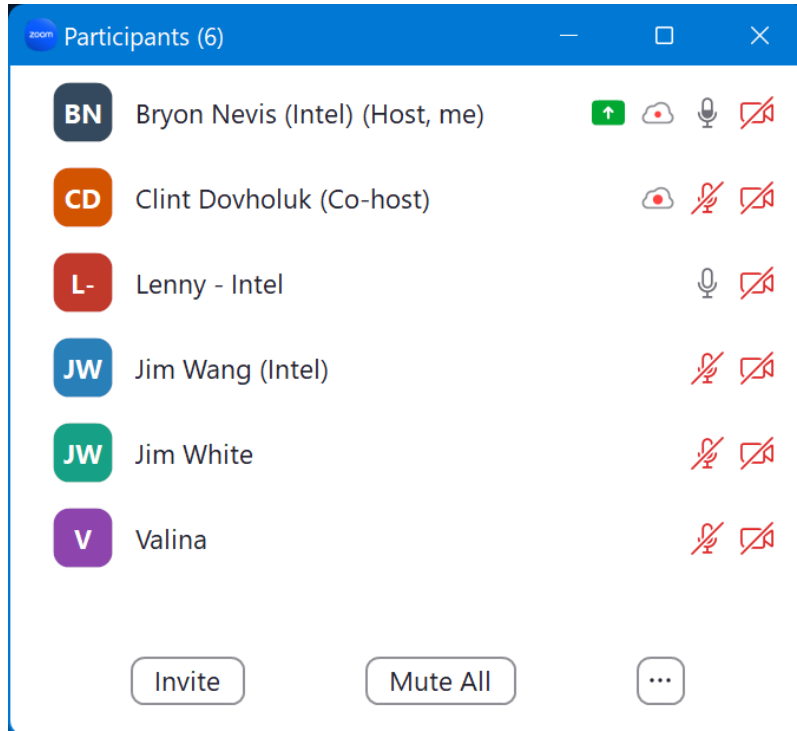 zoom Participants (6)
BN Bryon Nevis (Intel) (Host, me)
CD Clint Dovholuk (Co-host)
L- Lenny - Intel
JW Jim Wang (Intel)
JW Jim White
V Valina
Invite Mute All ...